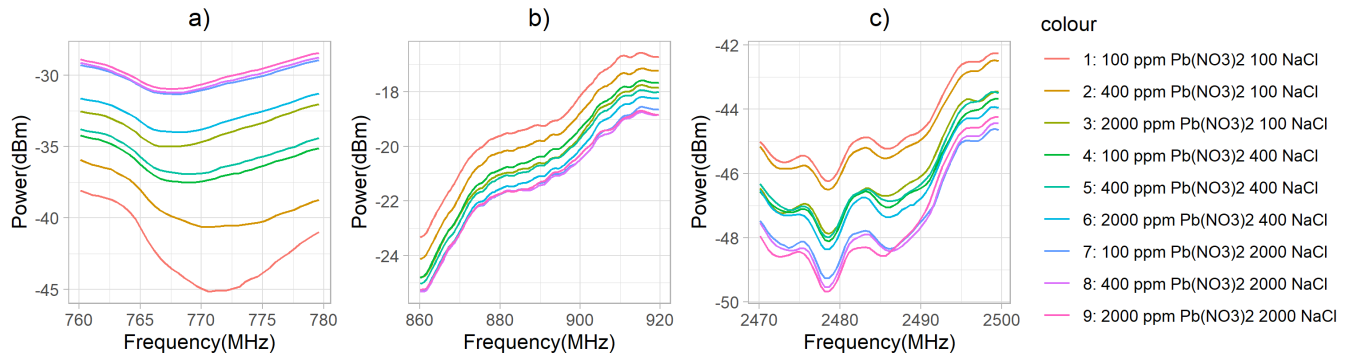 a)
b)
c)
colour
Power(dBm)
-30
-35
-40
-45
760
765
770
775
780
Frequency(MHz)
Power(dBm)
-18
-20
-22
-24
860
880
900
920
Frequency(MHz)
Power(dBm)
-42
-44
-46
-48
-50
2470
2480
2490
2500
Frequency(MHz)
1: 100 ppm Pb(NO3)2 100 NaCl
2: 400 ppm Pb(NO3)2 100 NaCl
3: 2000 ppm Pb(NO3)2 100 NaCl
4: 100 ppm Pb(NO3)2 400 NaCl
5: 400 ppm Pb(NO3)2 400 NaCl
6: 2000 ppm Pb(NO3)2 400 NaCl
7: 100 ppm Pb(NO3)2 2000 NaCl
8: 400 ppm Pb(NO3)2 2000 NaCl
9: 2000 ppm Pb(NO3)2 2000 NaCl